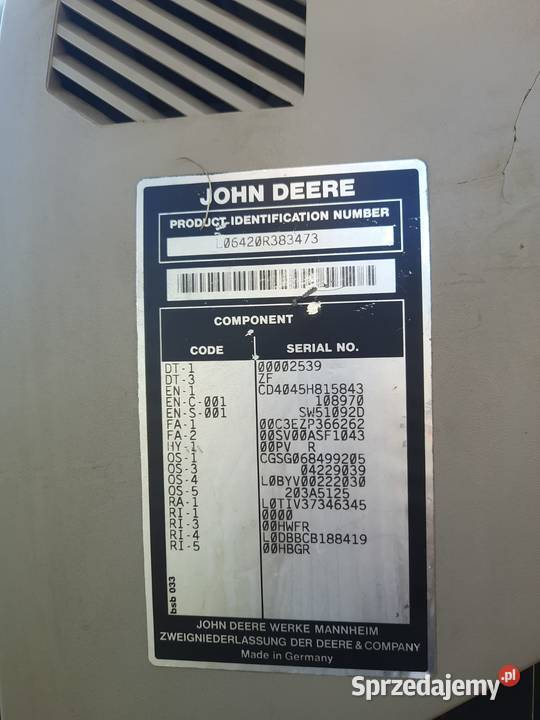 JOHN DEERE
PRODUCT IDENTIFICATION NUMBER
L06420R383473
COMPONENT
CODE SERIAL NO.
DT-1 00002539
DT-3 ZF
EN-1 CD4045H815843
EN-C-001 108970
EN-S-001 SW51092D
FA-1 00C3EZP366262
FA-2 00SV00ASF1043
HY-1 00PV R
OS-1 CGSG068499205
OS-3 04229039
OS-4 L0BYV00222030
OS-5 203A5125
RA-1 L0TIV37346345
RI-1 0000
RI-3 00HWFR
RI-4 L0DBBCB188419
RI-5 00HBGR
bsb 033
JOHN DEERE WERKE MANNHEIM
ZWEIGNIEDERLASSUNG DER DEERE & COMPANY
Made in Germany
Sprzedajemy.pl